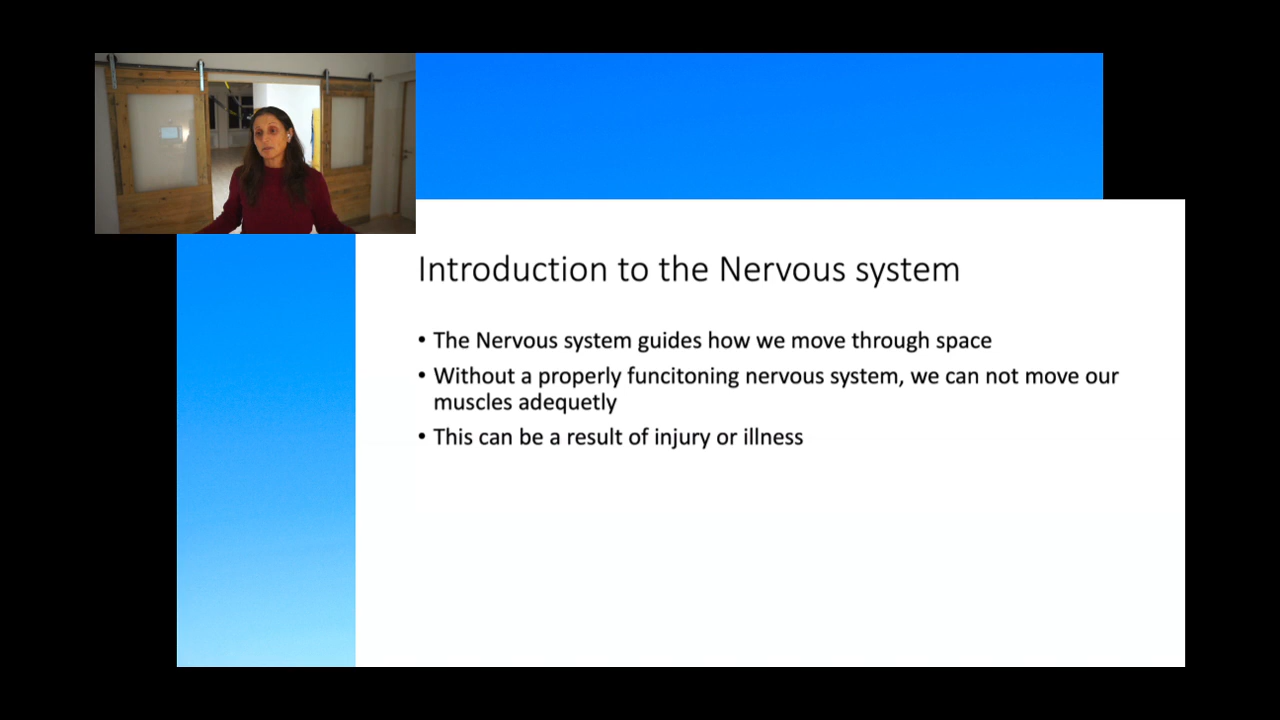 Introduction to the Nervous system
• The Nervous system guides how we move through space
• Without a properly funcitoning nervous system, we can not move our
muscles adequetly
• This can be a result of injury or illness